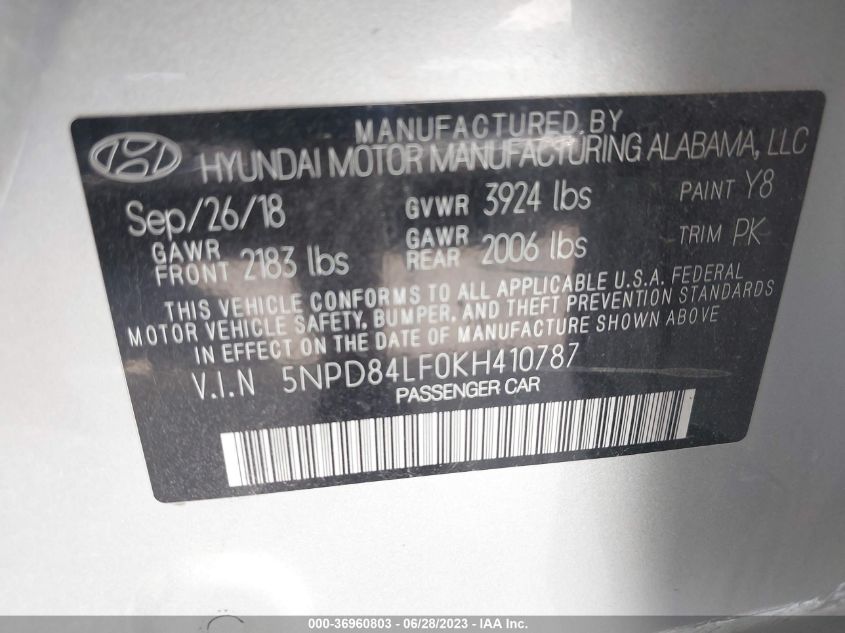 MANUFACTURED BY
HYUNDAI MOTOR MANUFACTURING ALABAMA, LLC
Sep/26/18 GVWR 3924 lbs PAINT Y8
GAWR FRONT 2183 lbs GAWR REAR 2006 lbs TRIM PK
THIS VEHICLE CONFORMS TO ALL APPLICABLE U.S.A. FEDERAL
MOTOR VEHICLE SAFETY, BUMPER, AND THEFT PREVENTION STANDARDS
IN EFFECT ON THE DATE OF MANUFACTURE SHOWN ABOVE
V.I.N 5NPD84LF0KH410787
PASSENGER CAR
000-36960803 - 06/28/2023 - IAA Inc.